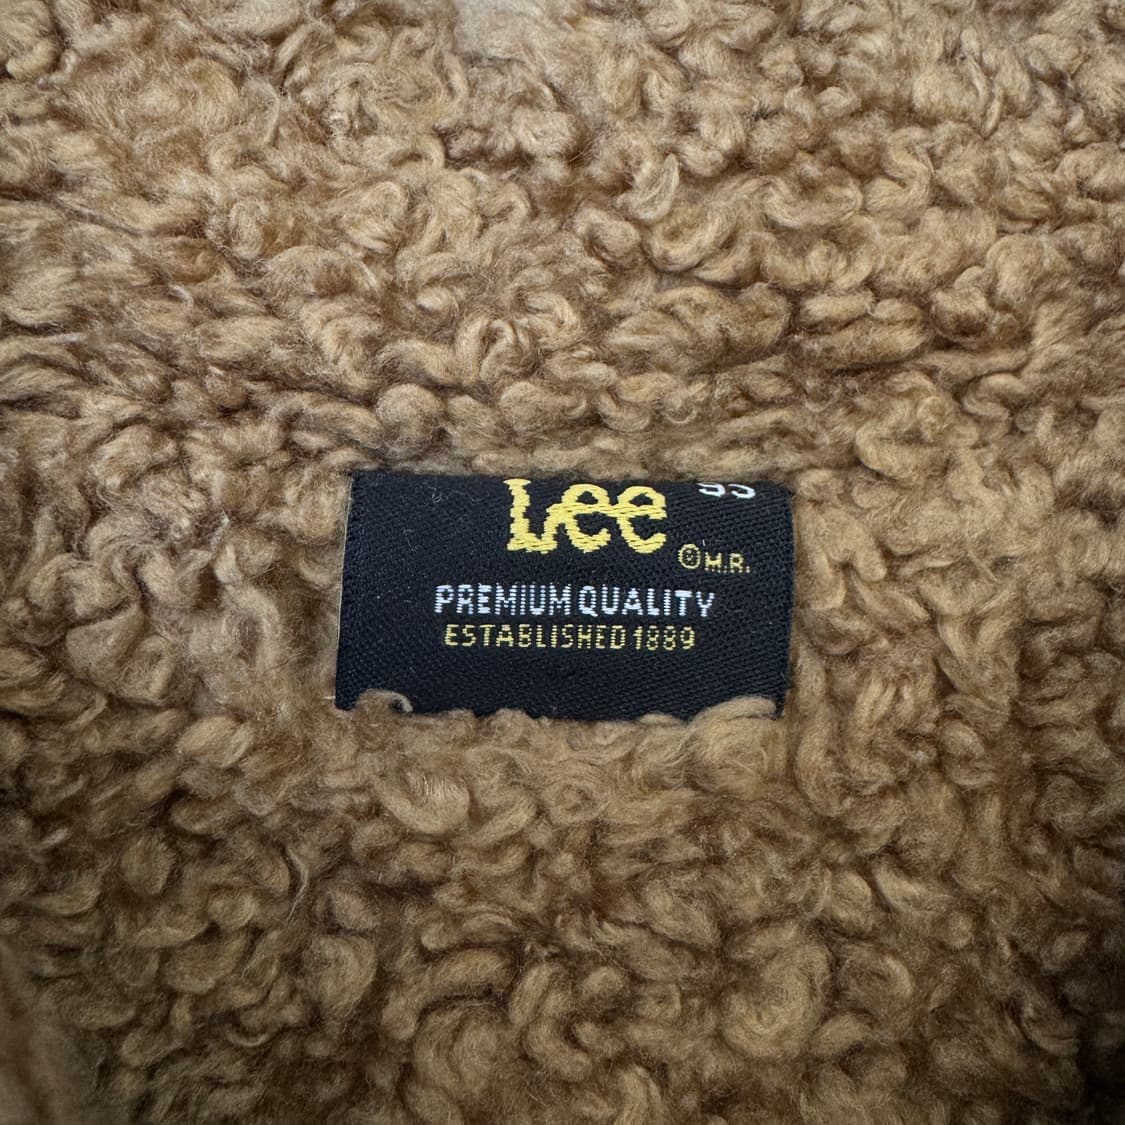 Lee
®M.R.
PREMIUM QUALITY
ESTABLISHED 1889